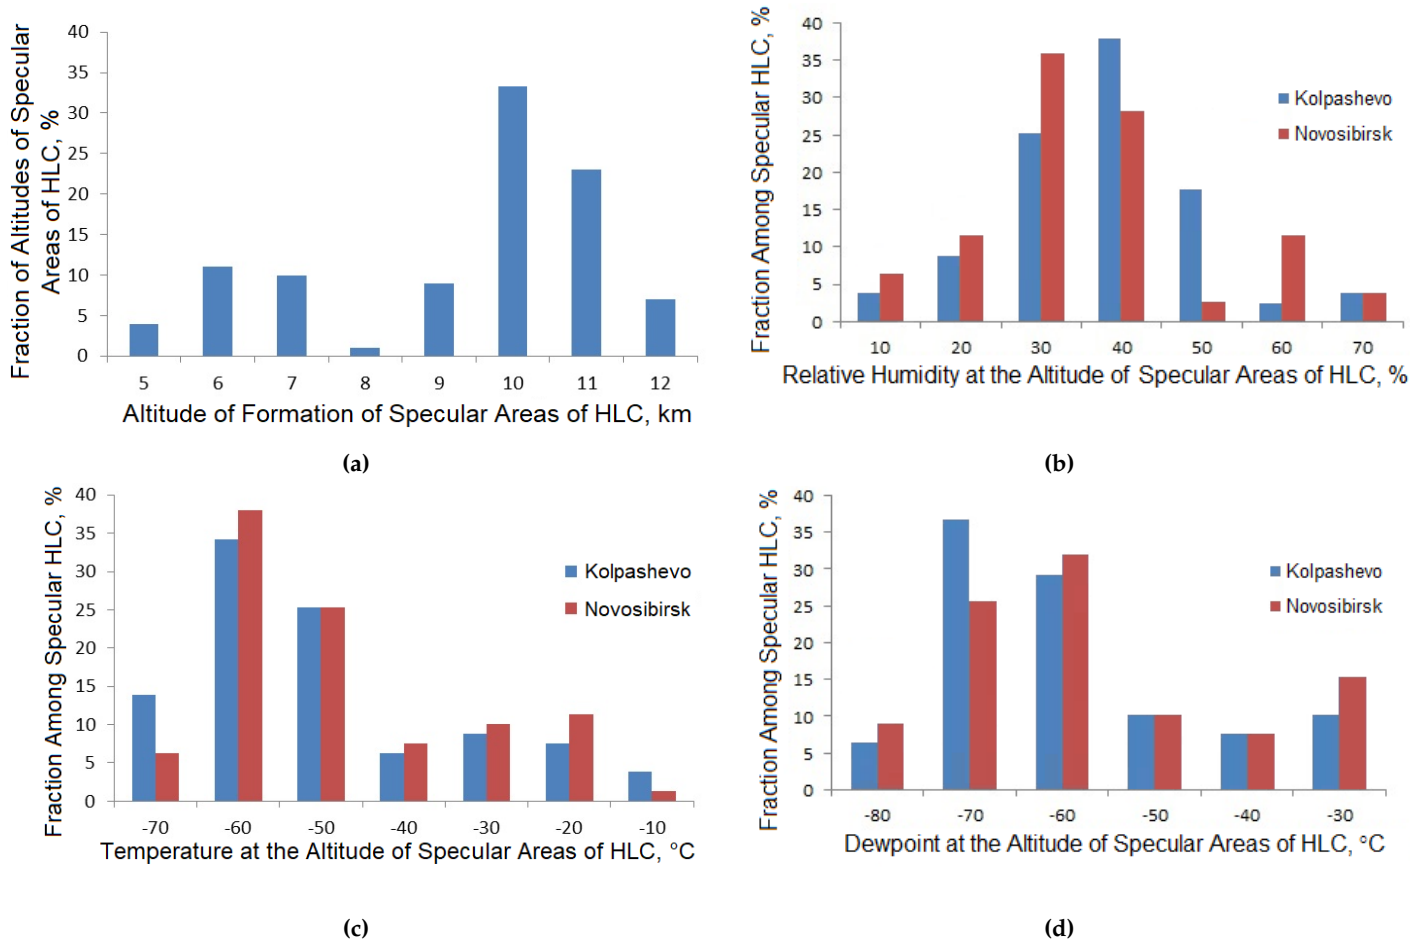 Fraction of Altitudes of Specular
Areas of HLC, %
40
35
30
25
20
15
10
5
0
5 6 7 8 9 10 11 12
Altitude of Formation of Specular Areas of HLC, km
(a)
Fraction Among Specular HLC, %
40
35
30
25
20
15
10
5
0
Kolpashevo
Novosibirsk
10 20 30 40 50 60 70
Relative Humidity at the Altitude of Specular Areas of HLC, %
(b)
Fraction Among Specular HLC, %
40
35
30
25
20
15
10
5
0
Kolpashevo
Novosibirsk
-70 -60 -50 -40 -30 -20 -10
Temperature at the Altitude of Specular Areas of HLC, °C
(c)
Fraction Among Specular HLC, %
40
35
30
25
20
15
10
5
0
Kolpashevo
Novosibirsk
-80 -70 -60 -50 -40 -30
Dewpoint at the Altitude of Specular Areas of HLC, °C
(d)